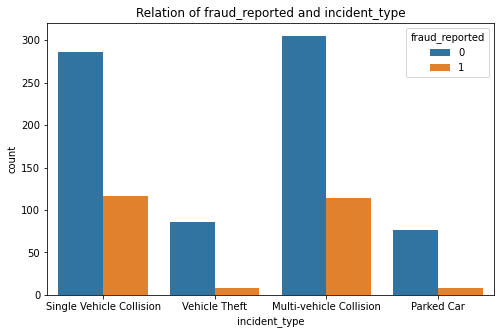 Relation of fraud_reported and incident_type
fraud_reported
0
1
300
250
200
150
100
50
0
count
Single Vehicle Collision
Vehicle Theft
Multi-vehicle Collision
Parked Car
incident_type